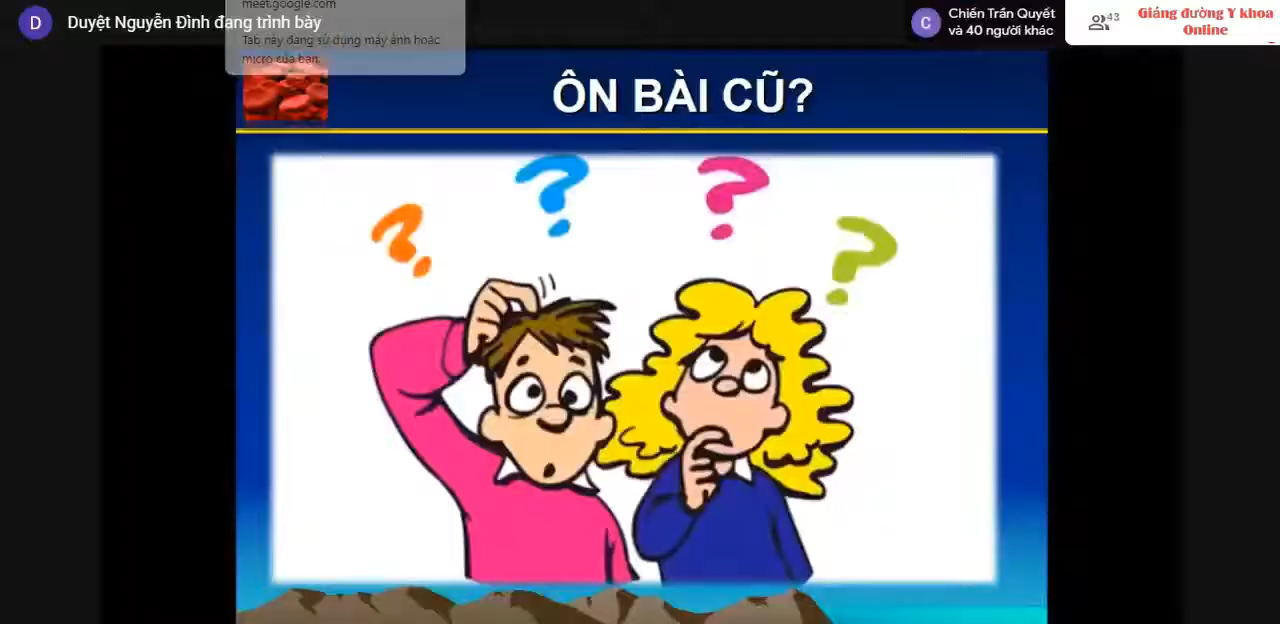 meet.google.com
D
Duyệt Nguyễn Đình đang trình bày
Tab này đang sử dụng máy ảnh hoặc
micrô của bạn.
C
Chiến Trần Quyết
và 40 người khác
43
Giảng đường Y khoa
Online
ÔN BÀI CŨ?
? ? ? ?